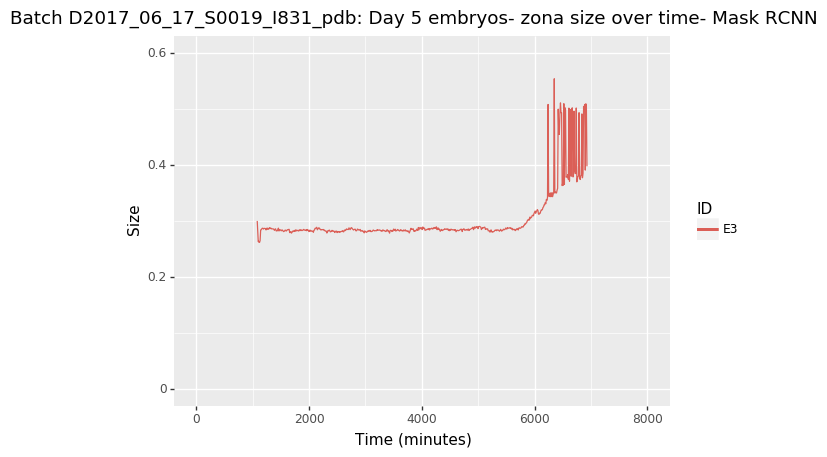 Batch D2017_06_17_S0019_I831_pdb: Day 5 embryos- zona size over time- Mask RCNN
0.6
0.4
0.2
0
Size
0
2000
4000
6000
8000
Time (minutes)
ID
E3